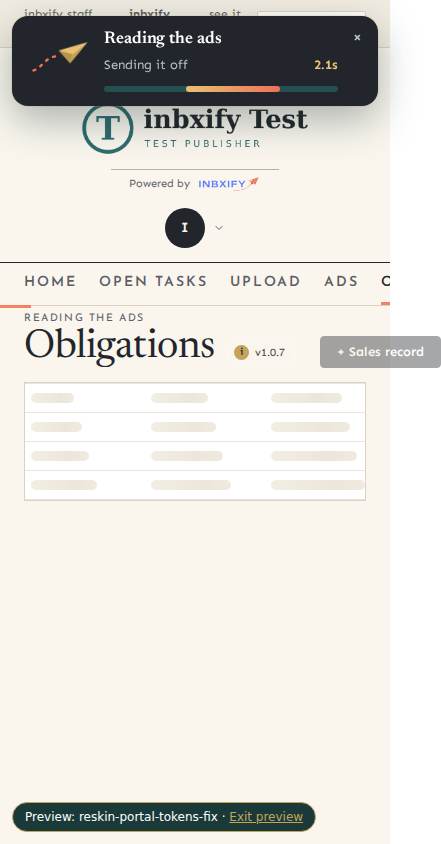 inbxify staff inbxify see it
Reading the ads ×
Sending it off 2.1s
T inbxify Test
TEST PUBLISHER
Powered by INBXIFY
I
HOME OPEN TASKS UPLOAD ADS
READING THE ADS
Obligations i v1.0.7 + Sales record
Preview: reskin-portal-tokens-fix · Exit preview